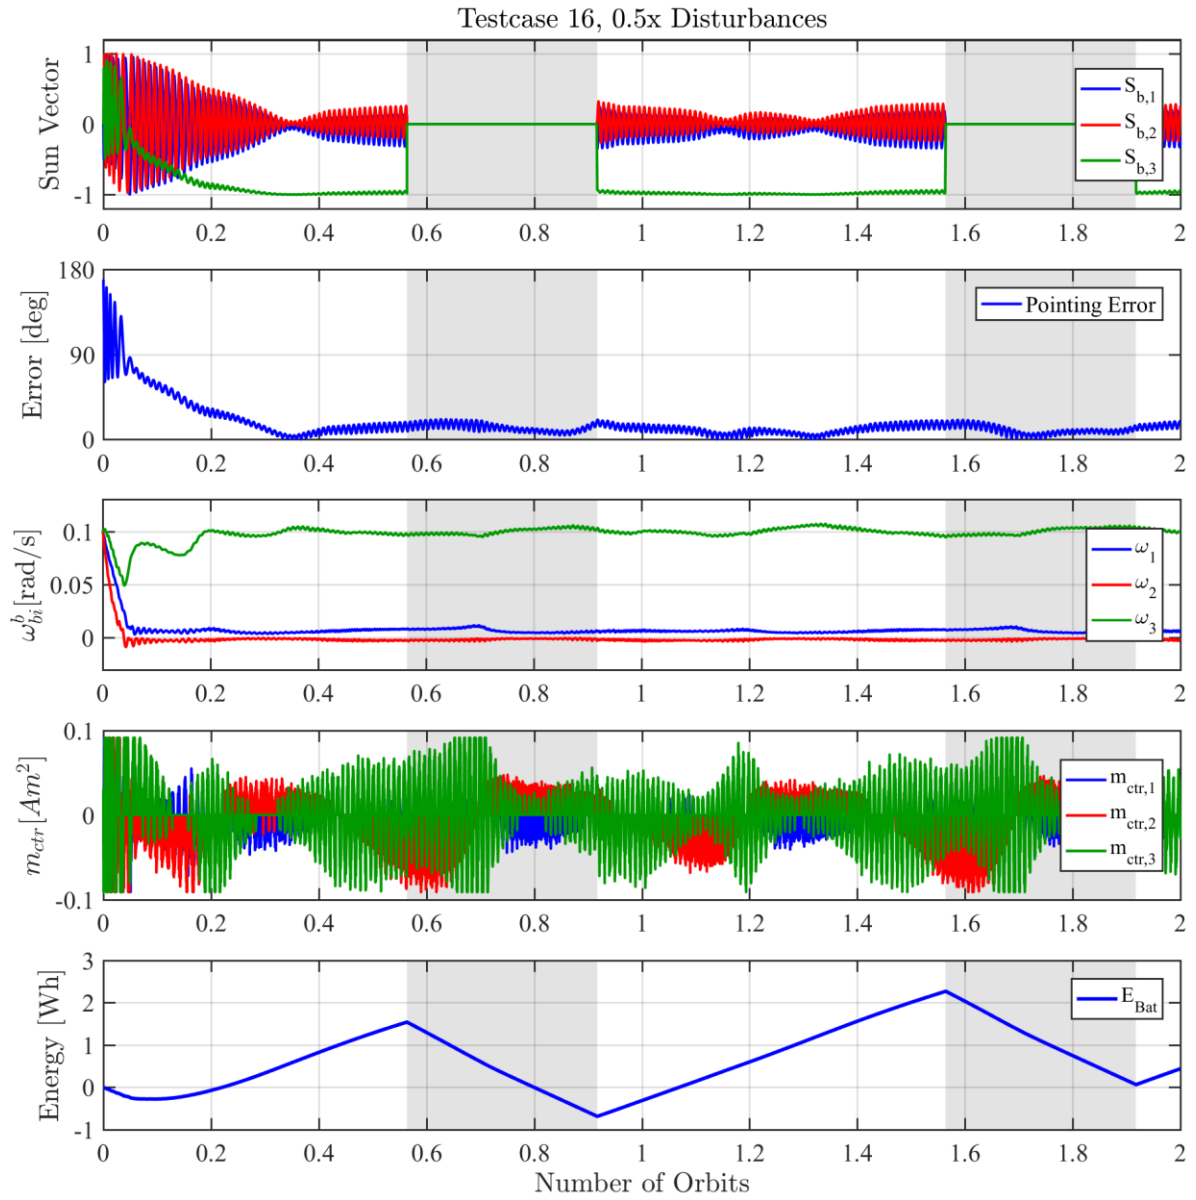 Testcase 16, 0.5x Disturbances
Sun Vector
1
0
-1
S_b,1
S_b,2
S_b,3
0 0.2 0.4 0.6 0.8 1 1.2 1.4 1.6 1.8 2
Error [deg]
180
90
0
Pointing Error
0 0.2 0.4 0.6 0.8 1 1.2 1.4 1.6 1.8 2
ω^b_bi[rad/s]
0.1
0.05
0
ω_1
ω_2
ω_3
0 0.2 0.4 0.6 0.8 1 1.2 1.4 1.6 1.8 2
m_ctr[Am^2]
0.1
0
-0.1
m_ctr,1
m_ctr,2
m_ctr,3
0 0.2 0.4 0.6 0.8 1 1.2 1.4 1.6 1.8 2
Energy [Wh]
3
2
1
0
-1
E_Bat
0 0.2 0.4 0.6 0.8 1 1.2 1.4 1.6 1.8 2
Number of Orbits